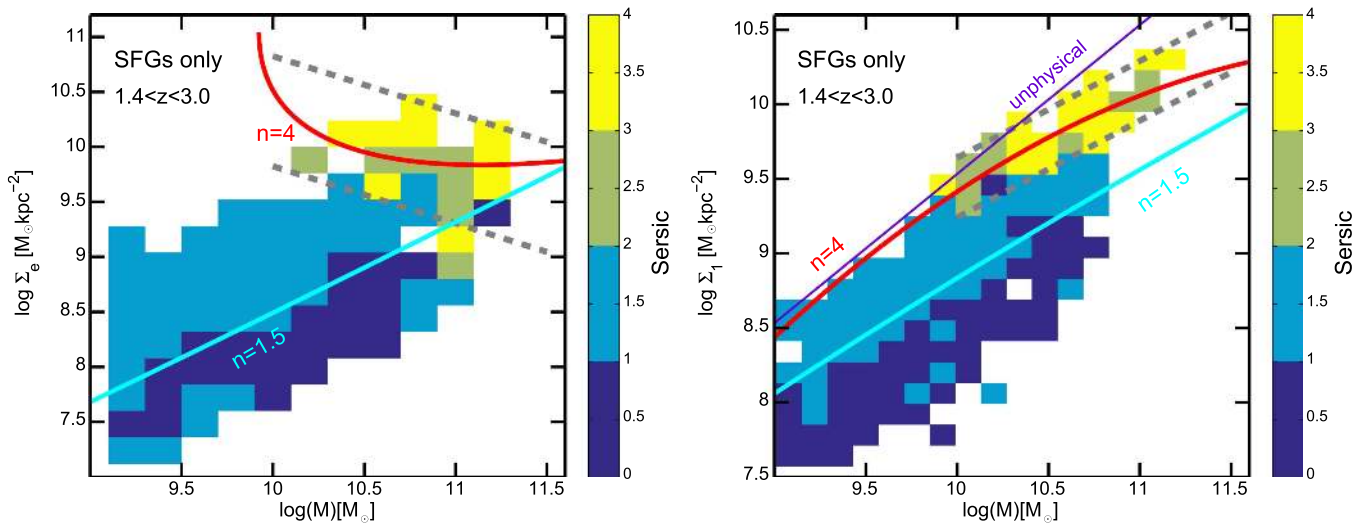 SFGs only
1.4<z<3.0
n=4
n=1.5
11
10.5
10
9.5
9
8.5
8
7.5
9.5
10
10.5
11
11.5
log Σe [M⊙kpc−2]
log(M)[M⊙]
4
3.5
3
2.5
2
1.5
1
0.5
0
Sersic
SFGs only
1.4<z<3.0
unphysical
n=4
n=1.5
10.5
10
9.5
9
8.5
8
7.5
9.5
10
10.5
11
11.5
log Σ1 [M⊙kpc−2]
log(M)[M⊙]
4
3.5
3
2.5
2
1.5
1
0.5
0
Sersic